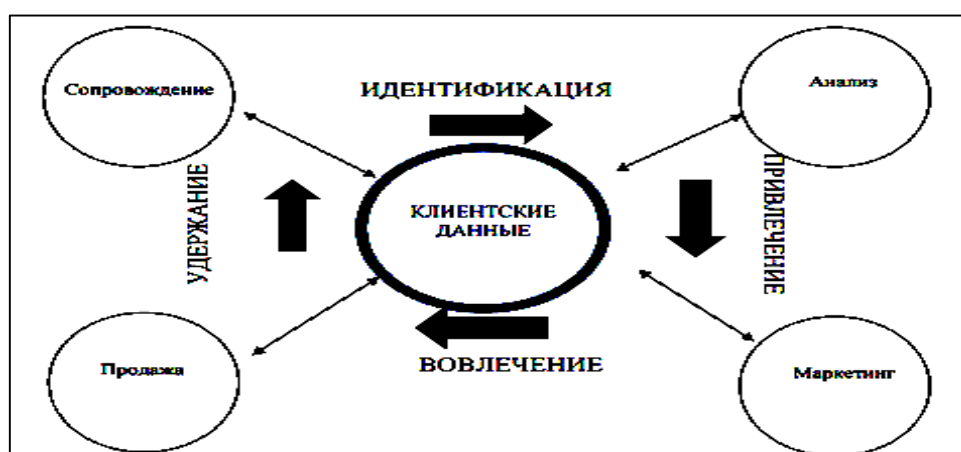 Сопровождение
ИДЕНТИФИКАЦИЯ
Анализ
УДЕРЖАНИЕ
КЛИЕНТСКИЕ
ДАННЫЕ
ПРИВЛЕЧЕНИЕ
Продажа
ВОВЛЕЧЕНИЕ
Маркетинг